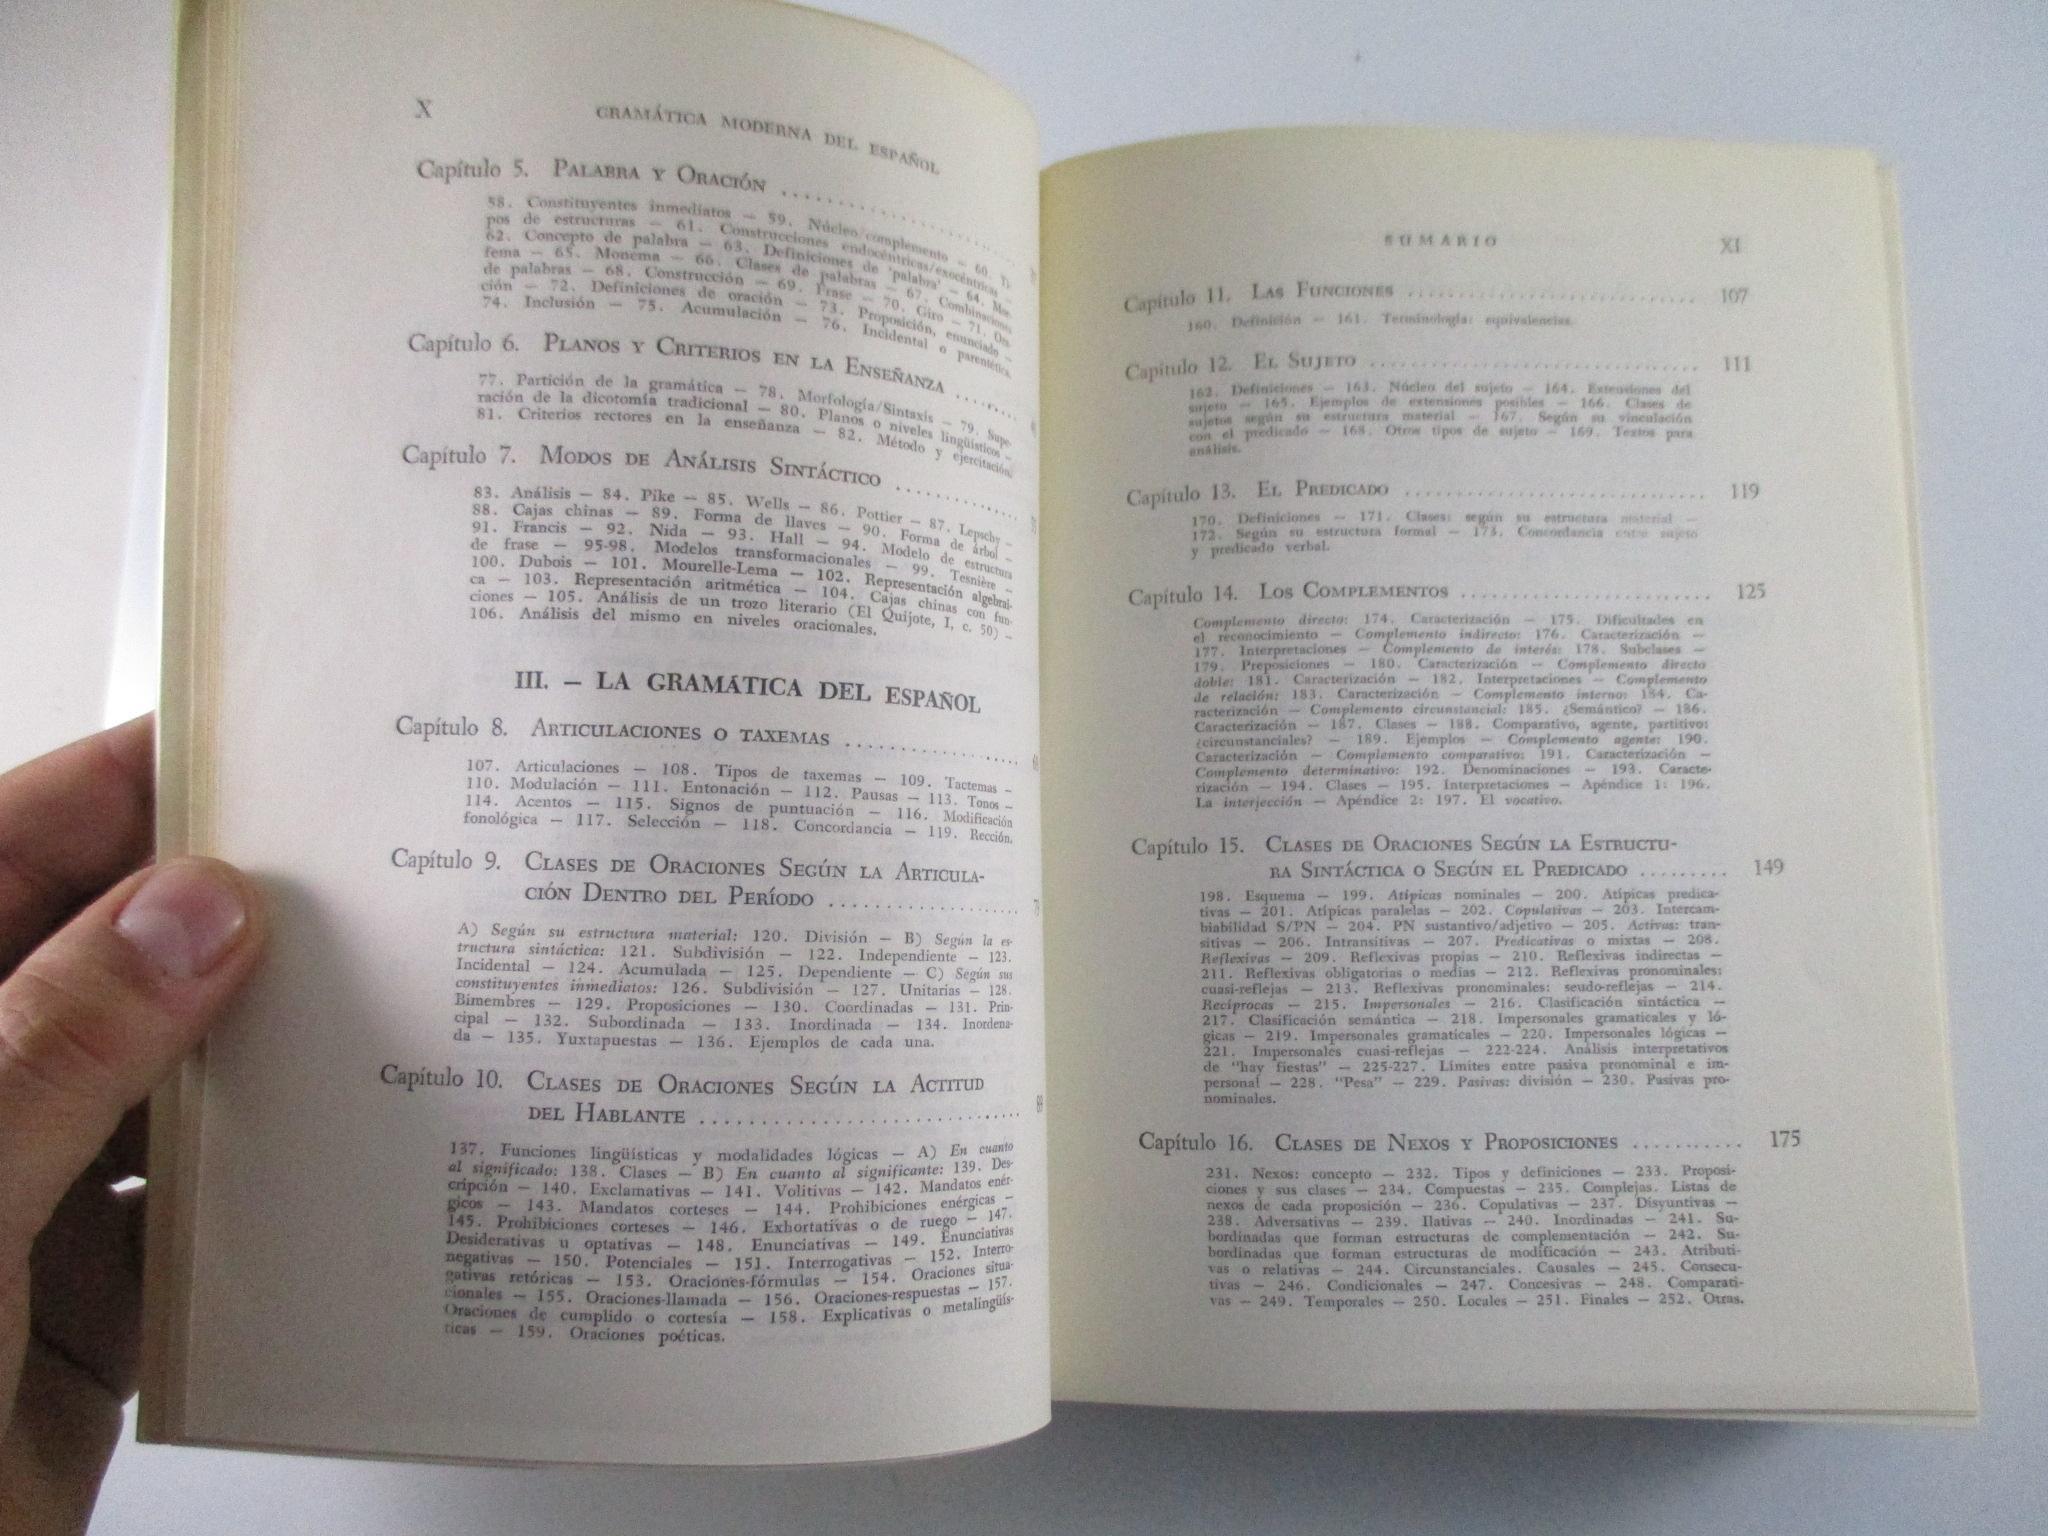 X GRAMÁTICA MODERNA DEL ESPAÑOL
Capítulo 5. PALABRA Y ORACIÓN
58. Constituyentes inmediatos — 59. Núcleo/complemento — 60. Ti-
pos de estructuras — 61. Construcciones endocéntricas/exocéntricas —
62. Concepto de palabra — 63. Definiciones de 'palabra' — 64. Mor-
fema — 65. Monema — 66. Clases de palabras — 67. Combinaciones
de palabras — 68. Construcción — 69. Frase — 70. Giro — 71. Ora-
ción — 72. Definiciones de oración — 73. Proposición, enunciado —
74. Inclusión — 75. Acumulación — 76. Incidental o parentética.
Capítulo 6. PLANOS Y CRITERIOS EN LA ENSEÑANZA
77. Partición de la gramática — 78. Morfología/Sintaxis — 79. Supe-
ración de la dicotomía tradicional — 80. Planos o niveles lingüísticos —
81. Criterios rectores en la enseñanza — 82. Método y ejercitación.
Capítulo 7. MODOS DE ANÁLISIS SINTÁCTICO
83. Análisis — 84. Pike — 85. Wells — 86. Pottier — 87. Lepschy —
88. Cajas chinas — 89. Forma de llaves — 90. Forma de árbol —
91. Francis — 92. Nida — 93. Hall — 94. Modelo de estructura
de frase — 95-98. Modelos transformacionales — 99. Tesnière —
100. Dubois — 101. Mourelle-Lema — 102. Representación algebrai-
ca — 103. Representación aritmética — 104. Cajas chinas con fun-
ciones — 105. Análisis de un trozo literario (El Quijote, I, c. 50) —
106. Análisis del mismo en niveles oracionales.
III. — LA GRAMÁTICA DEL ESPAÑOL
Capítulo 8. ARTICULACIONES O TAXEMAS
107. Articulaciones — 108. Tipos de taxemas — 109. Tactemas —
110. Modulación — 111. Entonación — 112. Pausas — 113. Tonos —
114. Acentos — 115. Signos de puntuación — 116. Modificación
fonológica — 117. Selección — 118. Concordancia — 119. Rección.
Capítulo 9. CLASES DE ORACIONES SEGÚN LA ARTICULA-
CIÓN DENTRO DEL PERÍODO
A) Según su estructura material: 120. División — B) Según la es-
tructura sintáctica: 121. Subdivisión — 122. Independiente — 123.
Incidental — 124. Acumulada — 125. Dependiente — C) Según sus
constituyentes inmediatos: 126. Subdivisión — 127. Unitarias — 128.
Bimembres — 129. Proposiciones — 130. Coordinadas — 131. Prin-
cipal — 132. Subordinada — 133. Inordinada — 134. Inordena-
da — 135. Yuxtapuestas — 136. Ejemplos de cada una.
Capítulo 10. CLASES DE ORACIONES SEGÚN LA ACTITUD
DEL HABLANTE
137. Funciones lingüísticas y modalidades lógicas — A) En cuanto
al significado: 138. Clases — B) En cuanto al significante: 139. Des-
cripción — 140. Exclamativas — 141. Volitivas — 142. Mandatos enér-
gicos — 143. Mandatos corteses — 144. Prohibiciones enérgicas —
145. Prohibiciones corteses — 146. Exhortativas o de ruego — 147.
Desiderativas u optativas — 148. Enunciativas — 149. Enunciativas
negativas — 150. Potenciales — 151. Interrogativas — 152. Interro-
gativas retóricas — 153. Oraciones-fórmulas — 154. Oraciones situa-
cionales — 155. Oraciones-llamada — 156. Oraciones-respuestas — 157.
Oraciones de cumplido o cortesía — 158. Explicativas o metalingüís-
ticas — 159. Oraciones poéticas.
SUMARIO XI
Capítulo 11. LAS FUNCIONES 107
160. Definición — 161. Terminología: equivalencias.
Capítulo 12. EL SUJETO 111
162. Definiciones — 163. Núcleo del sujeto — 164. Extensiones del
sujeto — 165. Ejemplos de extensiones posibles — 166. Clases de
sujetos según su estructura material — 167. Según su vinculación
con el predicado — 168. Otros tipos de sujeto — 169. Textos para
análisis.
Capítulo 13. EL PREDICADO 119
170. Definiciones — 171. Clases: según su estructura material —
172. Según su estructura formal — 173. Concordancia entre sujeto
y predicado verbal.
Capítulo 14. LOS COMPLEMENTOS 125
Complemento directo: 174. Caracterización — 175. Dificultades en
el reconocimiento — Complemento indirecto: 176. Caracterización —
177. Interpretaciones — Complemento de interés: 178. Subclases —
179. Preposiciones — 180. Caracterización — Complemento directo
doble: 181. Caracterización — 182. Interpretaciones — Complemento
de relación: 183. Caracterización — Complemento interno: 184. Ca-
racterización — Complemento circunstancial: 185. ¿Semántico? — 186.
Caracterización — 187. Clases — 188. Comparativo, agente, partitivo:
¿circunstanciales? — 189. Ejemplos — Complemento agente: 190.
Caracterización — Complemento comparativo: 191. Caracterización —
Complemento determinativo: 192. Denominaciones — 193. Caracte-
rización — 194. Clases — 195. Interpretaciones — Apéndice 1: 196.
La interjección — Apéndice 2: 197. El vocativo.
Capítulo 15. CLASES DE ORACIONES SEGÚN LA ESTRUCTU-
RA SINTÁCTICA O SEGÚN EL PREDICADO 149
198. Esquema — 199. Atípicas nominales — 200. Atípicas predica-
tivas — 201. Atípicas paralelas — 202. Copulativas — 203. Intercam-
biabilidad S/PN — 204. PN sustantivo/adjetivo — 205. Activas: tran-
sitivas — 206. Intransitivas — 207. Predicativas o mixtas — 208.
Reflexivas — 209. Reflexivas propias — 210. Reflexivas indirectas —
211. Reflexivas obligatorias o medias — 212. Reflexivas pronominales:
cuasi-reflejas — 213. Reflexivas pronominales: seudo-reflejas — 214.
Recíprocas — 215. Impersonales — 216. Clasificación sintáctica —
217. Clasificación semántica — 218. Impersonales gramaticales y ló-
gicas — 219. Impersonales gramaticales — 220. Impersonales lógicas —
221. Impersonales cuasi-reflejas — 222-224. Análisis interpretativos
de "hay fiestas" — 225-227. Límites entre pasiva pronominal e im-
personal — 228. "Pesa" — 229. Pasivas: división — 230. Pasivas pro-
nominales.
Capítulo 16. CLASES DE NEXOS Y PROPOSICIONES 175
231. Nexos: concepto — 232. Tipos y definiciones — 233. Proposi-
ciones y sus clases — 234. Compuestas — 235. Complejas. Listas de
nexos de cada proposición — 236. Copulativas — 237. Disyuntivas —
238. Adversativas — 239. Ilativas — 240. Inordinadas — 241. Su-
bordinadas que forman estructuras de complementación — 242. Su-
bordinadas que forman estructuras de modificación — 243. Atributi-
vas o relativas — 244. Circunstanciales. Causales — 245. Consecu-
tivas — 246. Condicionales — 247. Concesivas — 248. Comparati-
vas — 249. Temporales — 250. Locales — 251. Finales — 252. Otras.